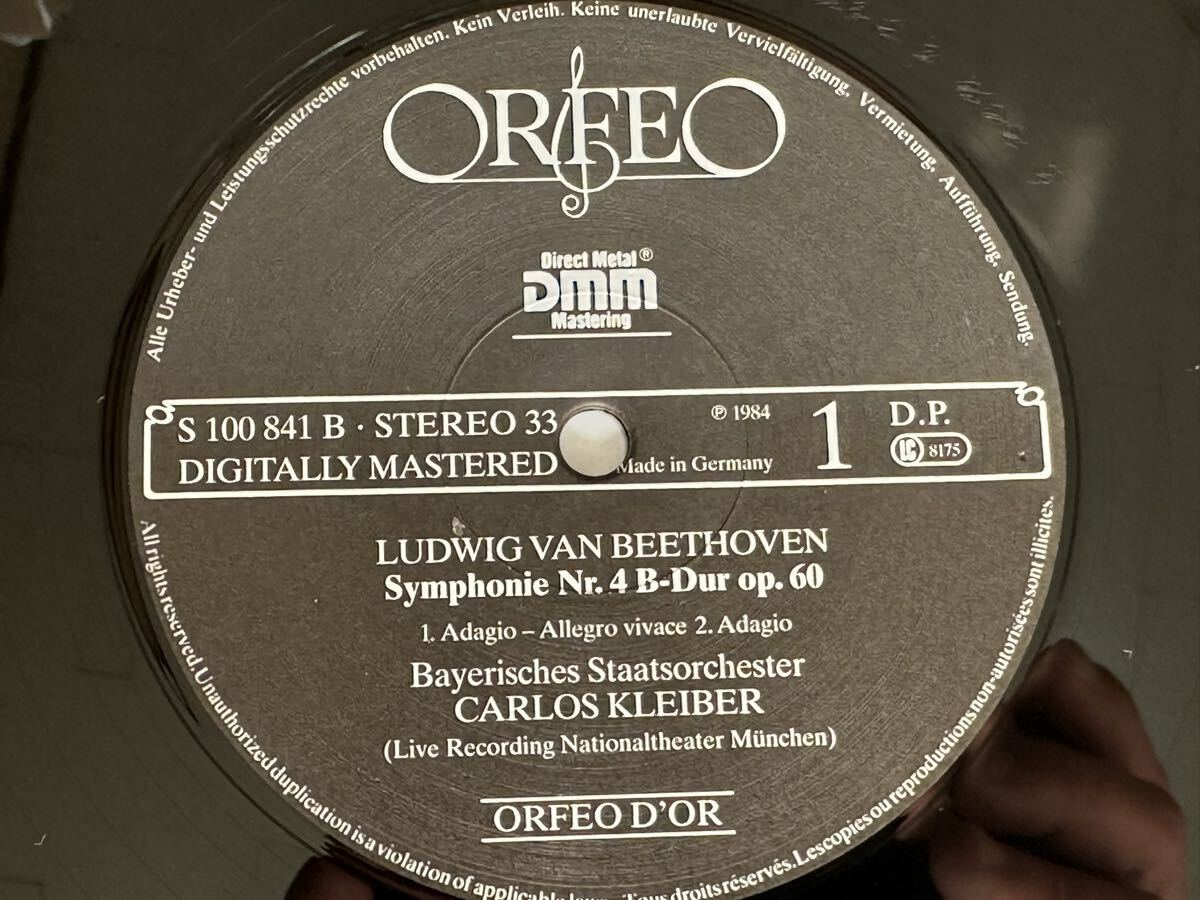 Alle Urheber- und Leistungsschutzrechte vorbehalten. Kein Verleih. Keine unerlaubte Vervielfältigung, Vermietung, Aufführung, Sendung.
ORFEO
Direct Metal ®
DMM
Mastering
S 100 841 B · STEREO 33
DIGITALLY MASTERED
℗ 1984
Made in Germany
1
D.P.
LC 8175
LUDWIG VAN BEETHOVEN
Symphonie Nr. 4 B-Dur op. 60
1. Adagio – Allegro vivace 2. Adagio
Bayerisches Staatsorchester
CARLOS KLEIBER
(Live Recording Nationaltheater München)
ORFEO D'OR
All rights reserved. Unauthorized duplication is a violation of applicable Tous droits réservés. Les copies ou reproductions non-autorisées sont illicites.